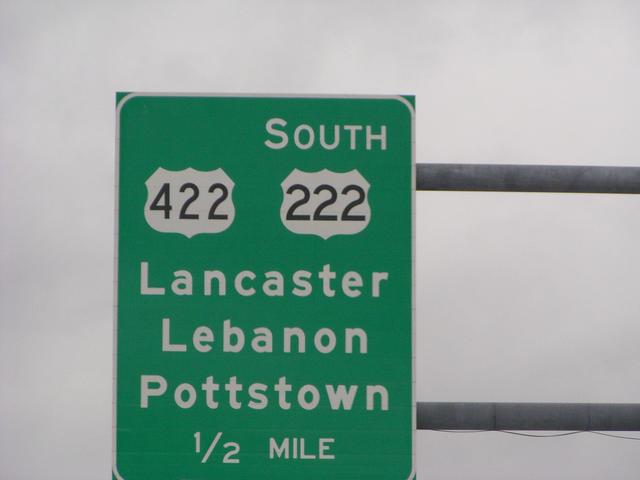 SOUTH
422 222
Lancaster
Lebanon
Pottstown
1/2 MILE